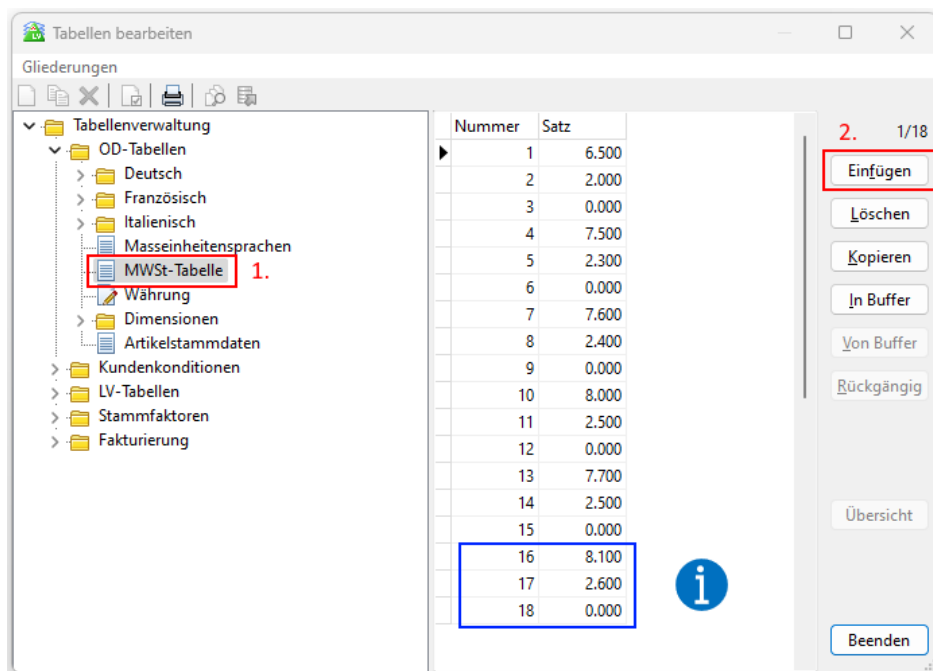 Tabellen bearbeiten
Gliederungen
Tabellenverwaltung
OD-Tabellen
Deutsch
Französisch
Italienisch
Masseinheitensprachen
MWSt-Tabelle 1.
Währung
Dimensionen
Artikelstammdaten
Kundenkonditionen
LV-Tabellen
Stammfaktoren
Fakturierung
Nummer Satz
1 6.500
2 2.000
3 0.000
4 7.500
5 2.300
6 0.000
7 7.600
8 2.400
9 0.000
10 8.000
11 2.500
12 0.000
13 7.700
14 2.500
15 0.000
16 8.100
17 2.600
18 0.000
i
2. 1/18
Einfügen
Löschen
Kopieren
In Buffer
Von Buffer
Rückgängig
Übersicht
Beenden